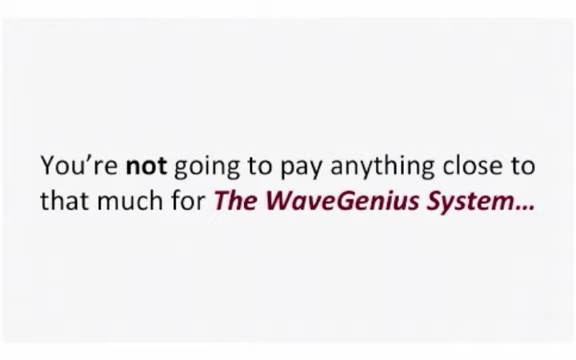 You’re not going to pay anything close to
that much for The WaveGenius System…